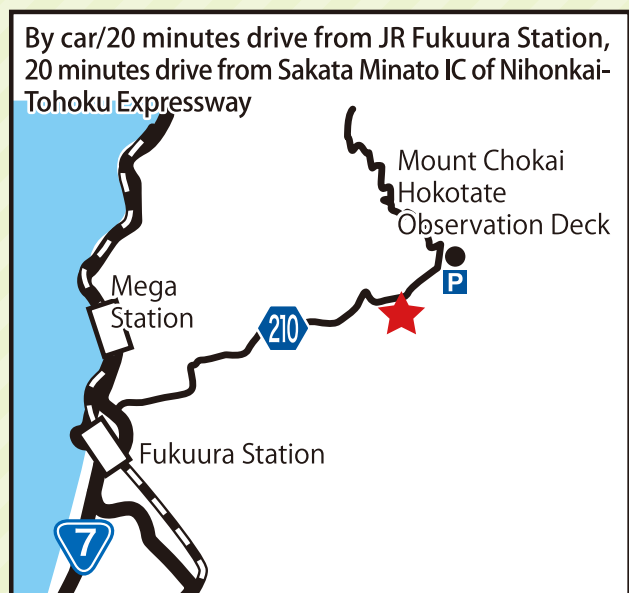 By car/20 minutes drive from JR Fukuura Station,
20 minutes drive from Sakata Minato IC of Nihonkai-
Tohoku Expressway
Mount Chokai
Hokotate
Observation Deck
P
Mega
Station
210
Fukuura Station
7